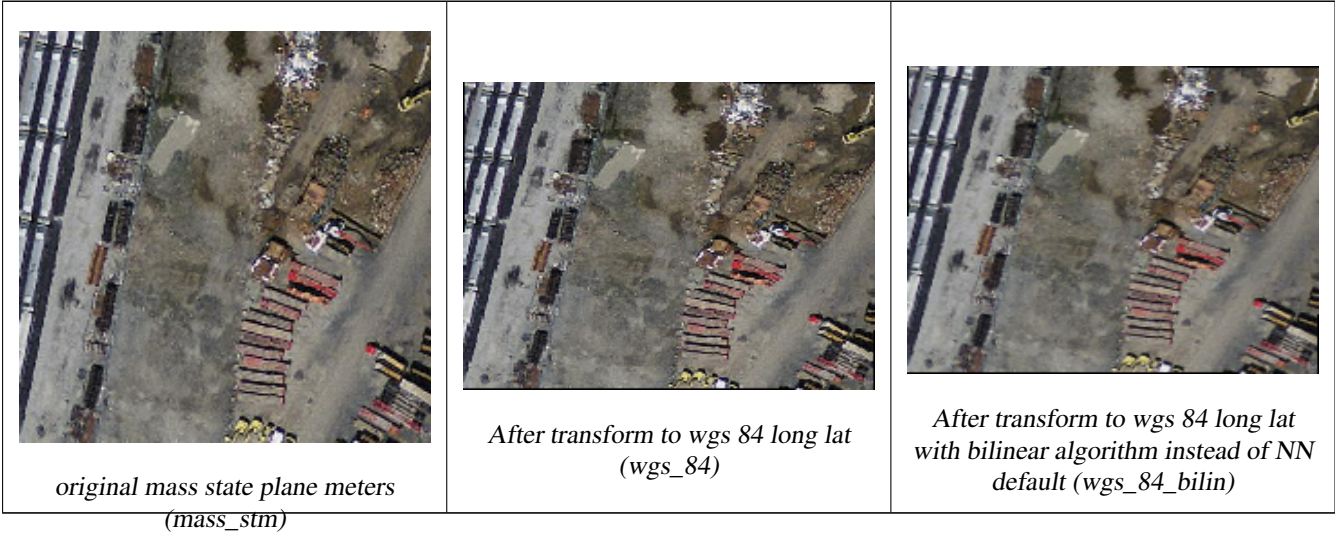 original mass state plane meters
(mass_stm)
After transform to wgs 84 long lat
(wgs_84)
After transform to wgs 84 long lat
with bilinear algorithm instead of NN
default (wgs_84_bilin)